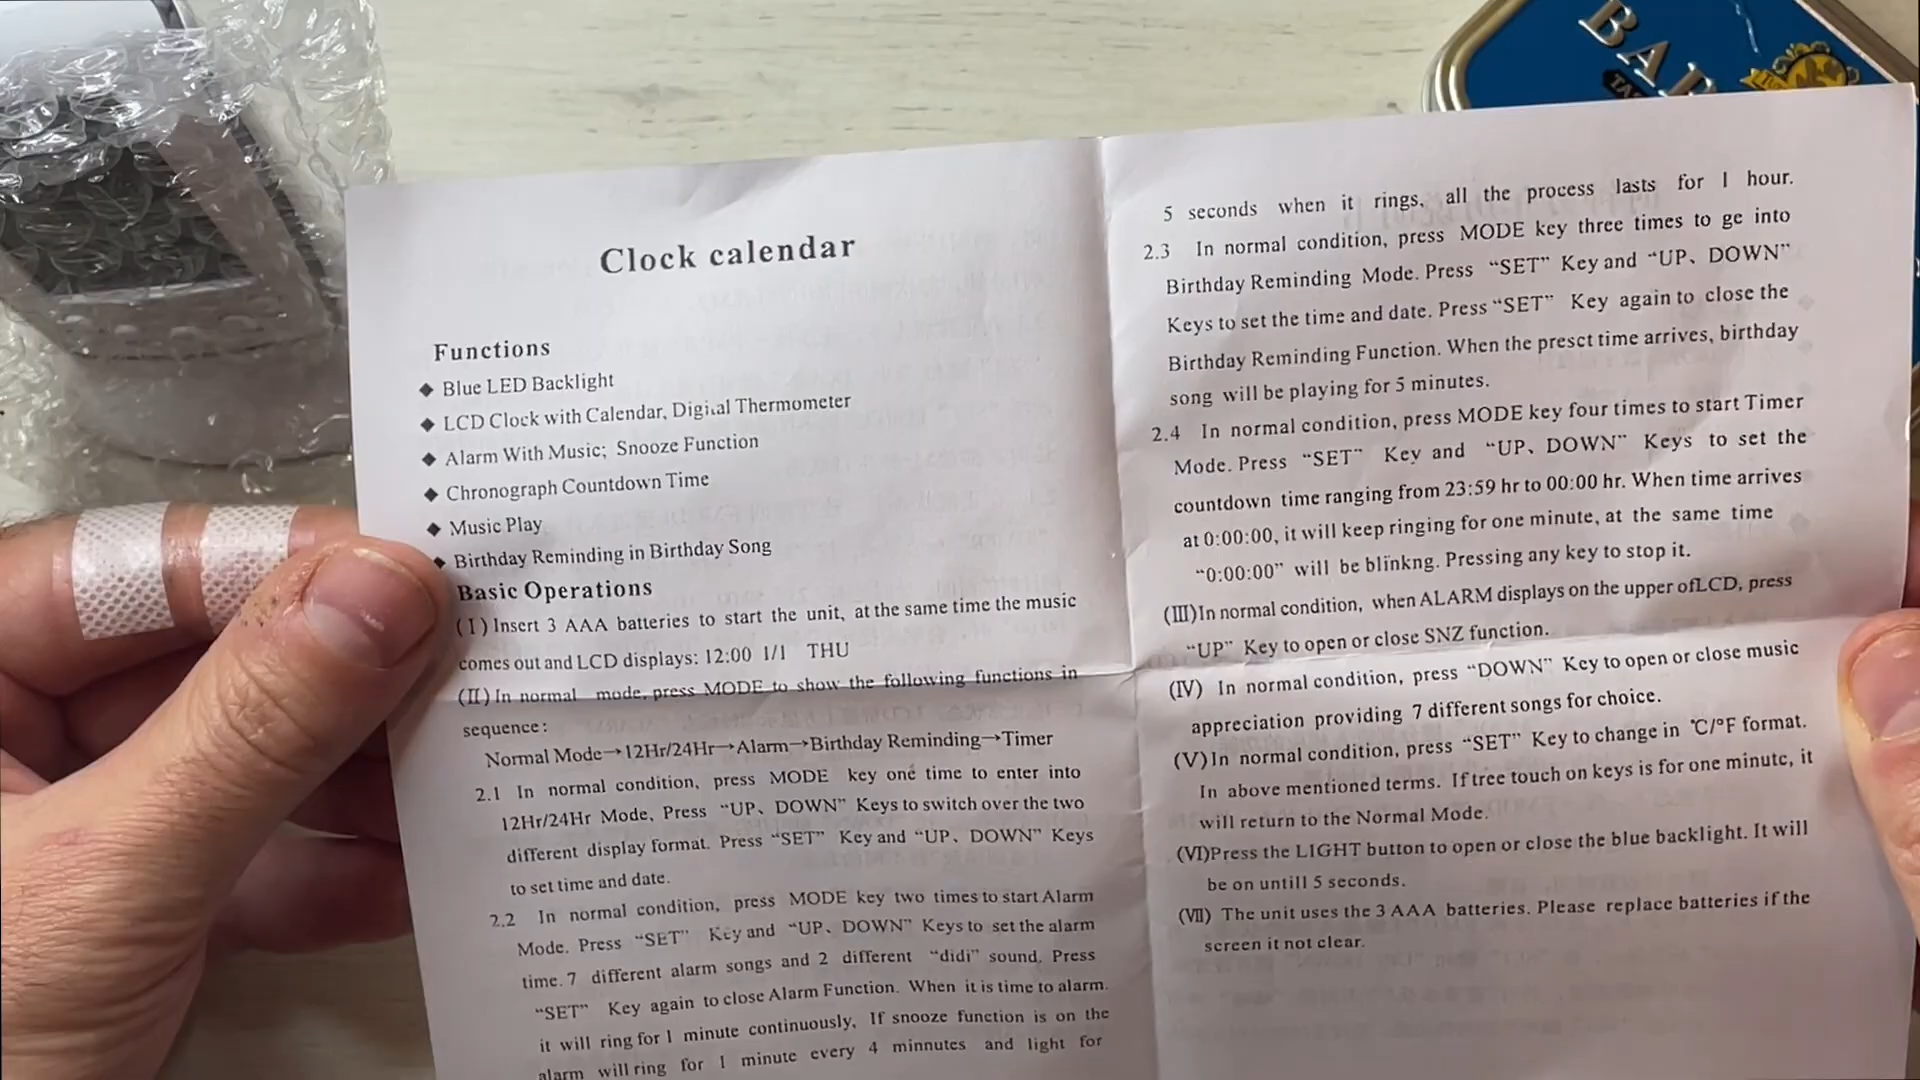 Clock calendar
Functions
◆ Blue LED Backlight
◆ LCD Clock with Calendar, Digital Thermometer
◆ Alarm With Music; Snooze Function
◆ Chronograph Countdown Time
◆ Music Play
◆ Birthday Reminding in Birthday Song
Basic Operations
(Ⅰ) Insert 3 AAA batteries to start the unit, at the same time the music
comes out and LCD displays: 12:00 1/1 THU
(Ⅱ) In normal mode, press MODE to show the following functions in
sequence:
Normal Mode→12Hr/24Hr→Alarm→Birthday Reminding→Timer
2.1 In normal condition, press MODE key one time to enter into
12Hr/24Hr Mode, Press “UP、DOWN” Keys to switch over the two
different display format. Press “SET” Key and “UP、DOWN” Keys
to set time and date.
2.2 In normal condition, press MODE key two times to start Alarm
Mode. Press “SET” Key and “UP、DOWN” Keys to set the alarm
time. 7 different alarm songs and 2 different “didi” sound, Press
“SET” Key again to close Alarm Function. When it is time to alarm.
it will ring for 1 minute continuously, If snooze function is on the
alarm will ring for 1 minute every 4 minnutes and light for
5 seconds when it rings, all the process lasts for 1 hour.
2.3 In normal condition, press MODE key three times to ge into
Birthday Reminding Mode. Press “SET” Key and “UP、DOWN”
Keys to set the time and date. Press “SET” Key again to close the
Birthday Reminding Function. When the presct time arrives, birthday
song will be playing for 5 minutes.
2.4 In normal condition, press MODE key four times to start Timer
Mode. Press “SET” Key and “UP、DOWN” Keys to set the
countdown time ranging from 23:59 hr to 00:00 hr. When time arrives
at 0:00:00, it will keep ringing for one minute, at the same time
“0:00:00” will be blinkng. Pressing any key to stop it.
(Ⅲ) In normal condition, when ALARM displays on the upper of LCD, press
“UP” Key to open or close SNZ function.
(Ⅳ) In normal condition, press “DOWN” Key to open or close music
appreciation providing 7 different songs for choice.
(Ⅴ) In normal condition, press “SET” Key to change in ℃/°F format.
In above mentioned terms. If tree touch on keys is for one minute, it
will return to the Normal Mode.
(Ⅵ) Press the LIGHT button to open or close the blue backlight. It will
be on untill 5 seconds.
(Ⅶ) The unit uses the 3 AAA batteries. Please replace batteries if the
screen it not clear.